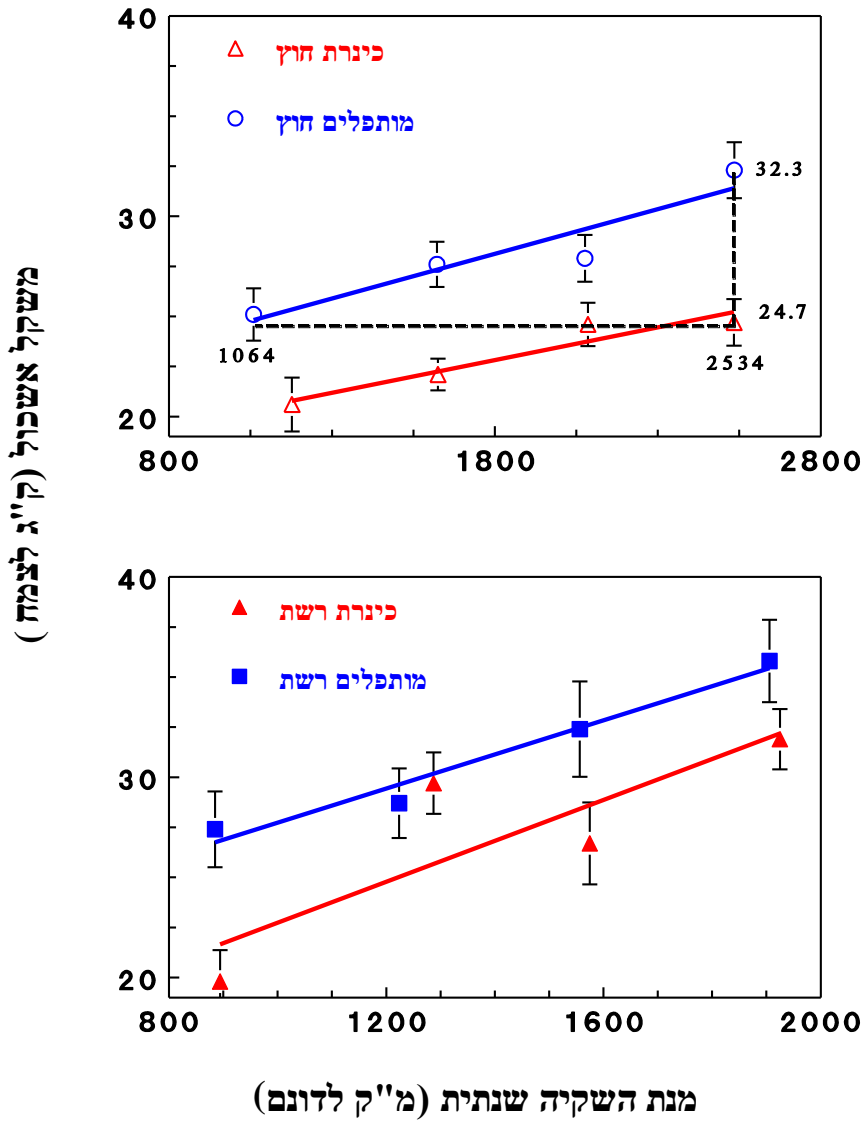 40
כינרת חוץ
מותפלים חוץ
32.3
30
24.7
1064
2534
20
800
1800
2800
משקל אשכול (ק"ג לצמח )
40
כינרת רשת
מותפלים רשת
30
20
800
1200
1600
2000
מנת השקיה שנתית (מ"ק לדונם)